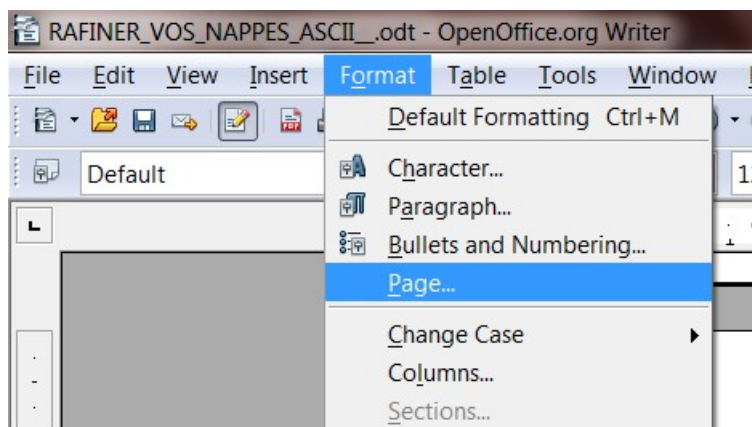 RAFINER_VOS_NAPPES_ASCII__.odt - OpenOffice.org Writer
File Edit View Insert Format Table Tools Window
Default Formatting Ctrl+M
Default
Character...
Paragraph...
Bullets and Numbering...
Page...
Change Case
Columns...
Sections...